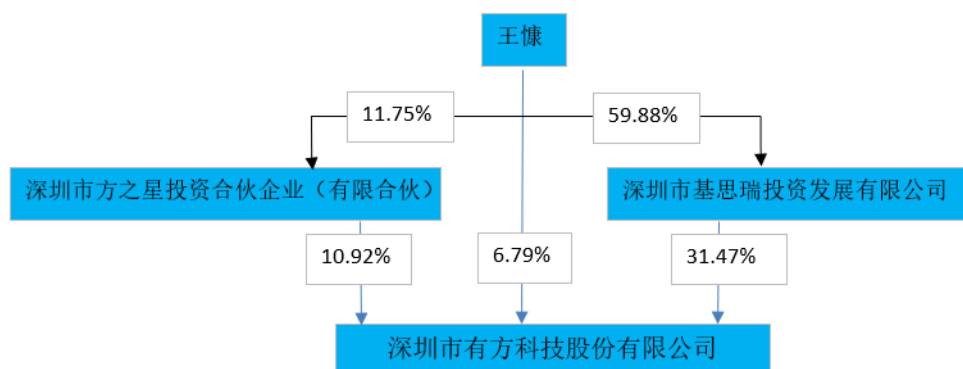 王慷
11.75%
59.88%
深圳市方之星投资合伙企业（有限合伙）
深圳市基思瑞投资发展有限公司
10.92%
6.79%
31.47%
深圳市有方科技股份有限公司